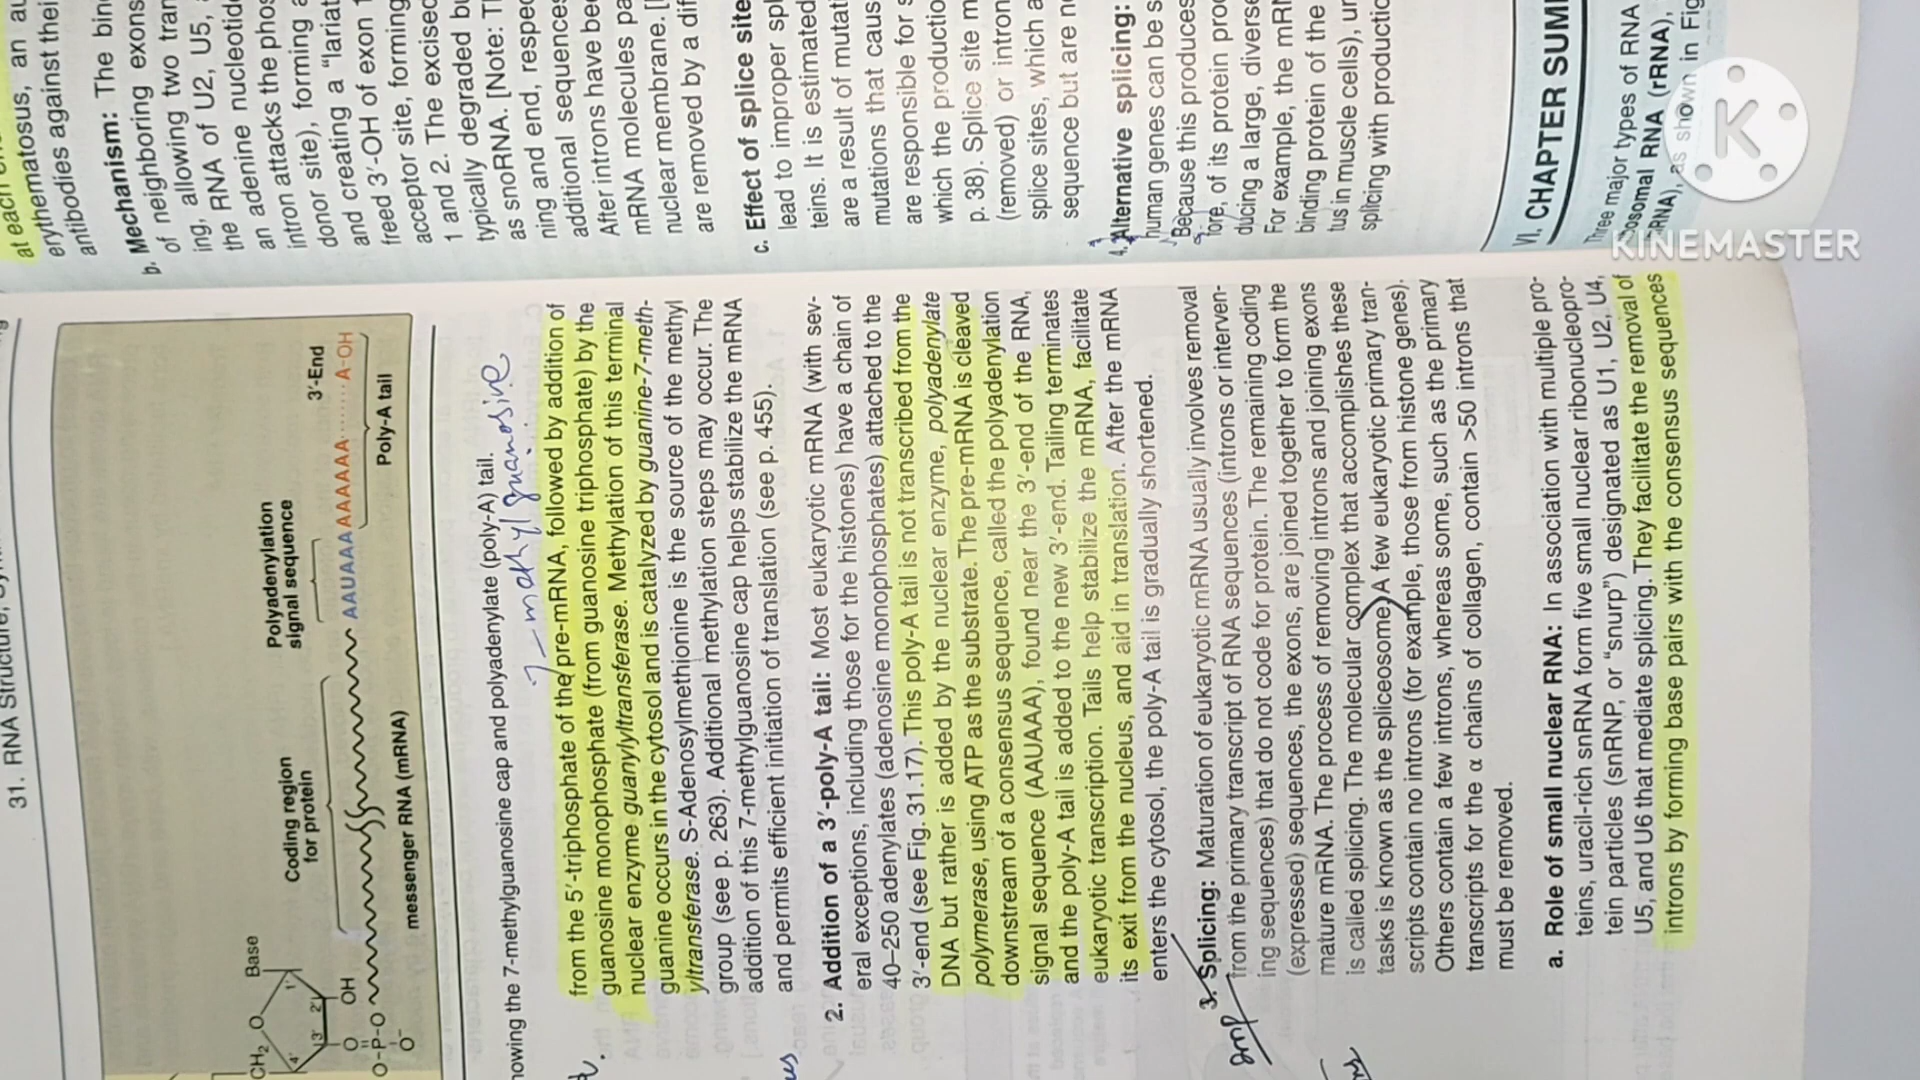 31. RNA Structure,
Polyadenylation
signal sequence
3′-End
Coding region
for protein
AAUAAA AAAAAA ······· A-OH
Poly-A tail
messenger RNA (mRNA)
CH2
O
Base
4′
1′
3′
2′
O
OH
O-P-O
O-
howing the 7-methylguanosine cap and polyadenylate (poly-A) tail.
7-methylguanosine
from the 5′-triphosphate of the pre-mRNA, followed by addition of
guanosine monophosphate (from guanosine triphosphate) by the
nuclear enzyme guanylyltransferase. Methylation of this terminal
guanine occurs in the cytosol and is catalyzed by guanine-7-meth-
yltransferase. S-Adenosylmethionine is the source of the methyl
group (see p. 263). Additional methylation steps may occur. The
addition of this 7-methylguanosine cap helps stabilize the mRNA
and permits efficient initiation of translation (see p. 455).
2. Addition of a 3′-poly-A tail: Most eukaryotic mRNA (with sev-
eral exceptions, including those for the histones) have a chain of
40–250 adenylates (adenosine monophosphates) attached to the
3′-end (see Fig. 31.17). This poly-A tail is not transcribed from the
DNA but rather is added by the nuclear enzyme, polyadenylate
polymerase, using ATP as the substrate. The pre-mRNA is cleaved
downstream of a consensus sequence, called the polyadenylation
signal sequence (AAUAAA), found near the 3′-end of the RNA,
and the poly-A tail is added to the new 3′-end. Tailing terminates
eukaryotic transcription. Tails help stabilize the mRNA, facilitate
its exit from the nucleus, and aid in translation. After the mRNA
enters the cytosol, the poly-A tail is gradually shortened.
3. Splicing: Maturation of eukaryotic mRNA usually involves removal
from the primary transcript of RNA sequences (introns or interven-
ing sequences) that do not code for protein. The remaining coding
(expressed) sequences, the exons, are joined together to form the
mature mRNA. The process of removing introns and joining exons
is called splicing. The molecular complex that accomplishes these
tasks is known as the spliceosome. A few eukaryotic primary tran-
scripts contain no introns (for example, those from histone genes).
Others contain a few introns, whereas some, such as the primary
transcripts for the α chains of collagen, contain >50 introns that
must be removed.
a. Role of small nuclear RNA: In association with multiple pro-
teins, uracil-rich snRNA form five small nuclear ribonucleopro-
tein particles (snRNP, or “snurp”) designated as U1, U2, U4,
U5, and U6 that mediate splicing. They facilitate the removal of
introns by forming base pairs with the consensus sequences
at each
erythematosus, an au
antibodies against thei
b. Mechanism: The bind
of neighboring exons
ing, allowing two tran
the RNA of U2, U5,
the adenine nucleotide
an attacks the phos
intron
donor site), forming a
and creating a “lariat
freed 3′-OH of exon 1
acceptor site, forming
1 and 2. The excised
typically degraded bu
as snoRNA. [Note: T
ning and end, respec
additional sequences
After introns have bee
mRNA molecules pa
nuclear membrane. [
are removed by a dif
c. Effect of splice site
lead to improper spl
teins. It is estimated
are a result of mutati
mutations that caus
are responsible for s
which the production
p. 38). Splice site m
(removed) or intron
splice sites, which a
sequence but are no
4. Alternative splicing:
human genes can be s
Because this produces
fore, of its protein prod
ducing a large, diverse
For example, the mRN
binding protein of the
tus in muscle cells), un
splicing with productio
VI. CHAPTER SUMM
Three major types of RNA
bosomal RNA (rRNA),
RNA), as shown in Fig
KINEMASTER